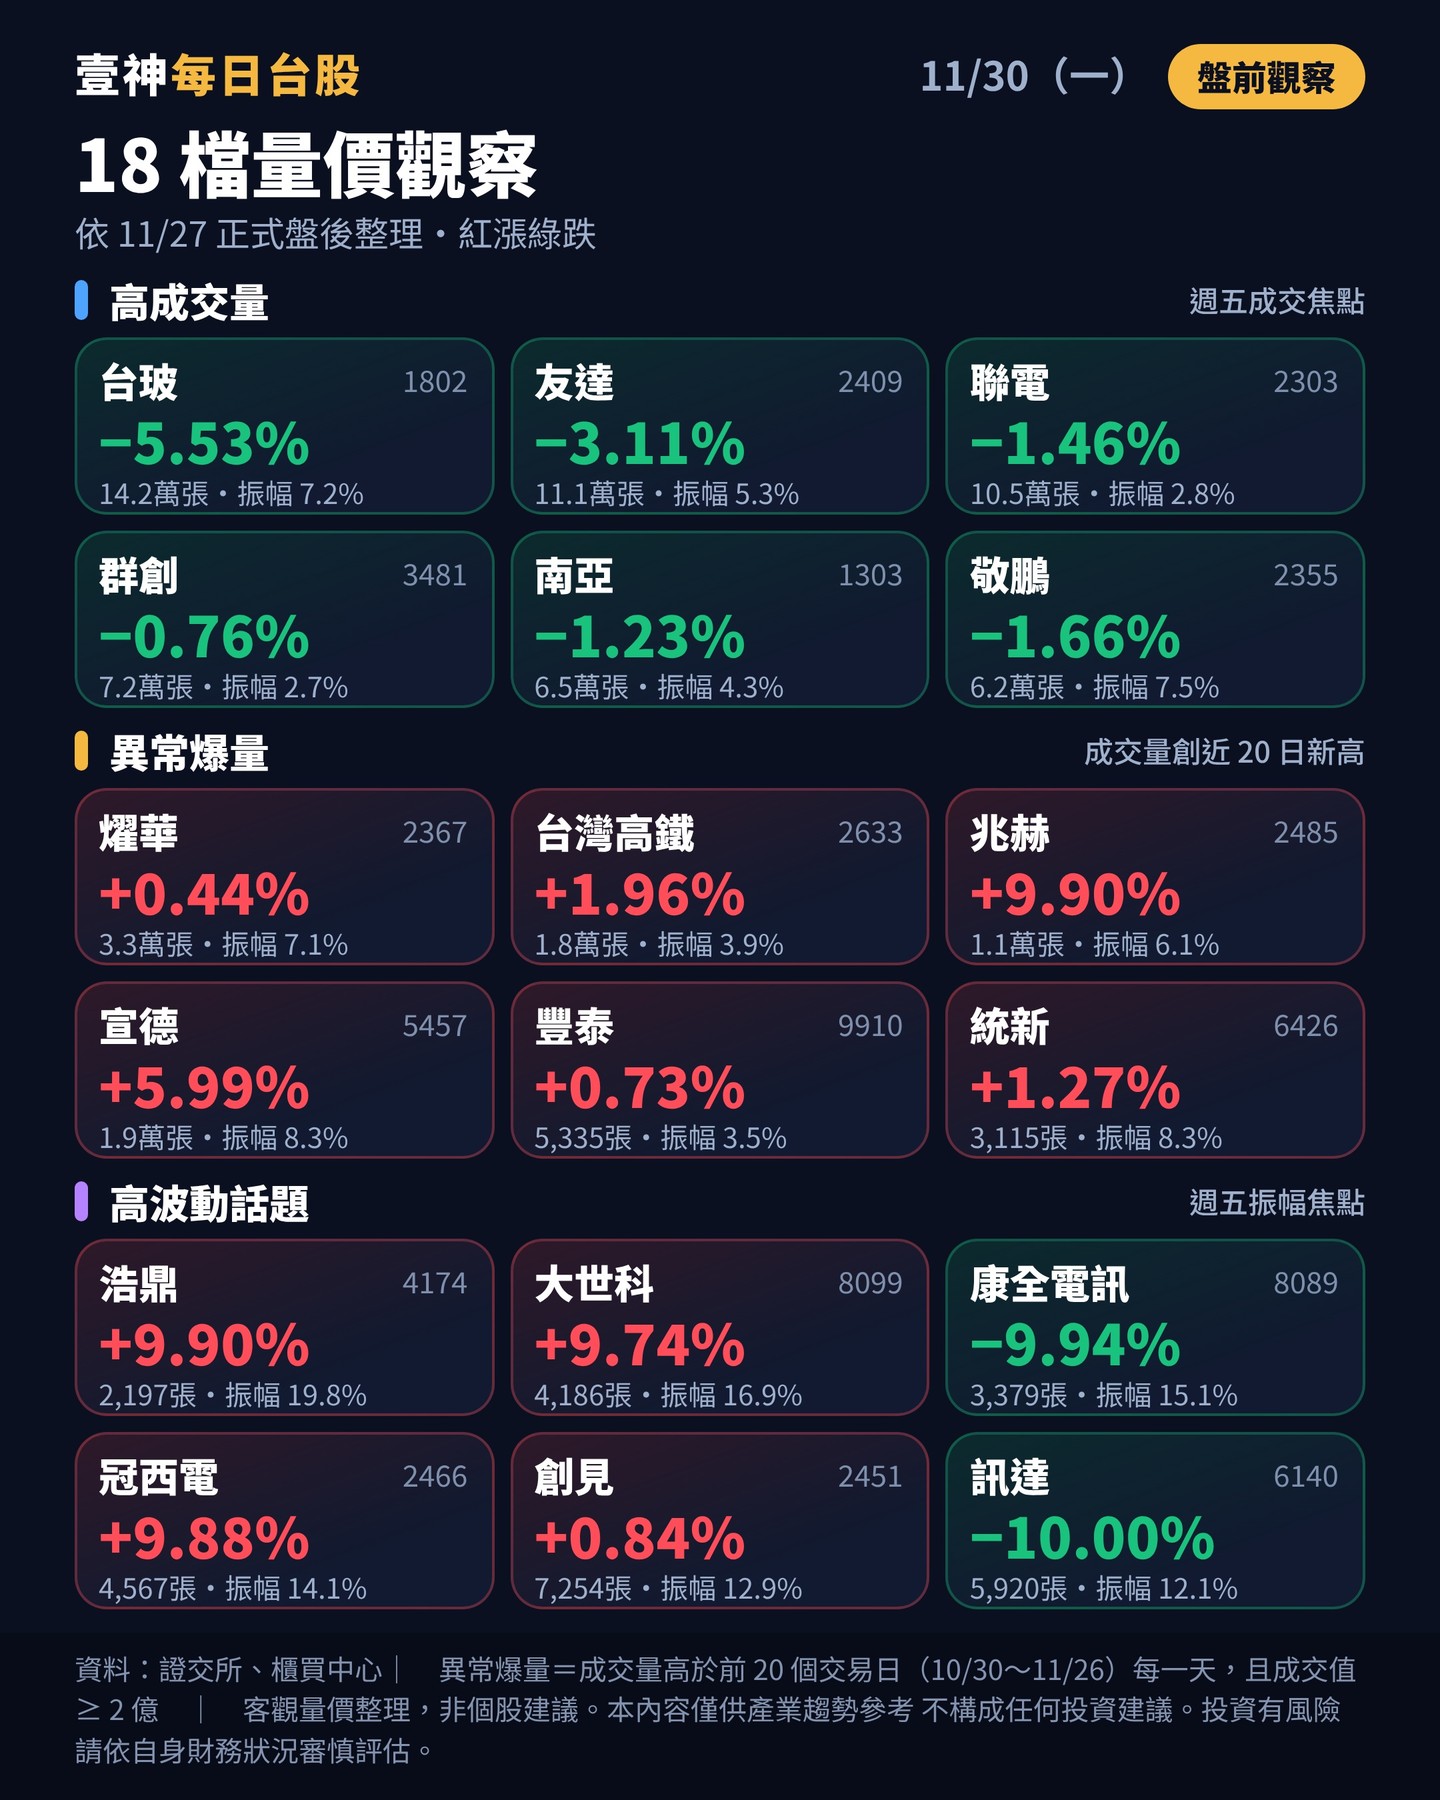 壹神每日台股
11/30（一） 盤前觀察
18 檔量價觀察
依 11/27 正式盤後整理・紅漲綠跌
高成交量 週五成交焦點
台玻 1802
−5.53%
14.2萬張・振幅 7.2%
友達 2409
−3.11%
11.1萬張・振幅 5.3%
聯電 2303
−1.46%
10.5萬張・振幅 2.8%
群創 3481
−0.76%
7.2萬張・振幅 2.7%
南亞 1303
−1.23%
6.5萬張・振幅 4.3%
敬鵬 2355
−1.66%
6.2萬張・振幅 7.5%
異常爆量 成交量創近 20 日新高
燿華 2367
+0.44%
3.3萬張・振幅 7.1%
台灣高鐵 2633
+1.96%
1.8萬張・振幅 3.9%
兆赫 2485
+9.90%
1.1萬張・振幅 6.1%
宣德 5457
+5.99%
1.9萬張・振幅 8.3%
豐泰 9910
+0.73%
5,335張・振幅 3.5%
統新 6426
+1.27%
3,115張・振幅 8.3%
高波動話題 週五振幅焦點
浩鼎 4174
+9.90%
2,197張・振幅 19.8%
大世科 8099
+9.74%
4,186張・振幅 16.9%
康全電訊 8089
−9.94%
3,379張・振幅 15.1%
冠西電 2466
+9.88%
4,567張・振幅 14.1%
創見 2451
+0.84%
7,254張・振幅 12.9%
訊達 6140
−10.00%
5,920張・振幅 12.1%
資料：證交所、櫃買中心｜ 異常爆量＝成交量高於前 20 個交易日（10/30～11/26）每一天，且成交值
≥ 2 億 ｜ 客觀量價整理，非個股建議。本內容僅供產業趨勢參考 不構成任何投資建議。投資有風險
請依自身財務狀況審慎評估。